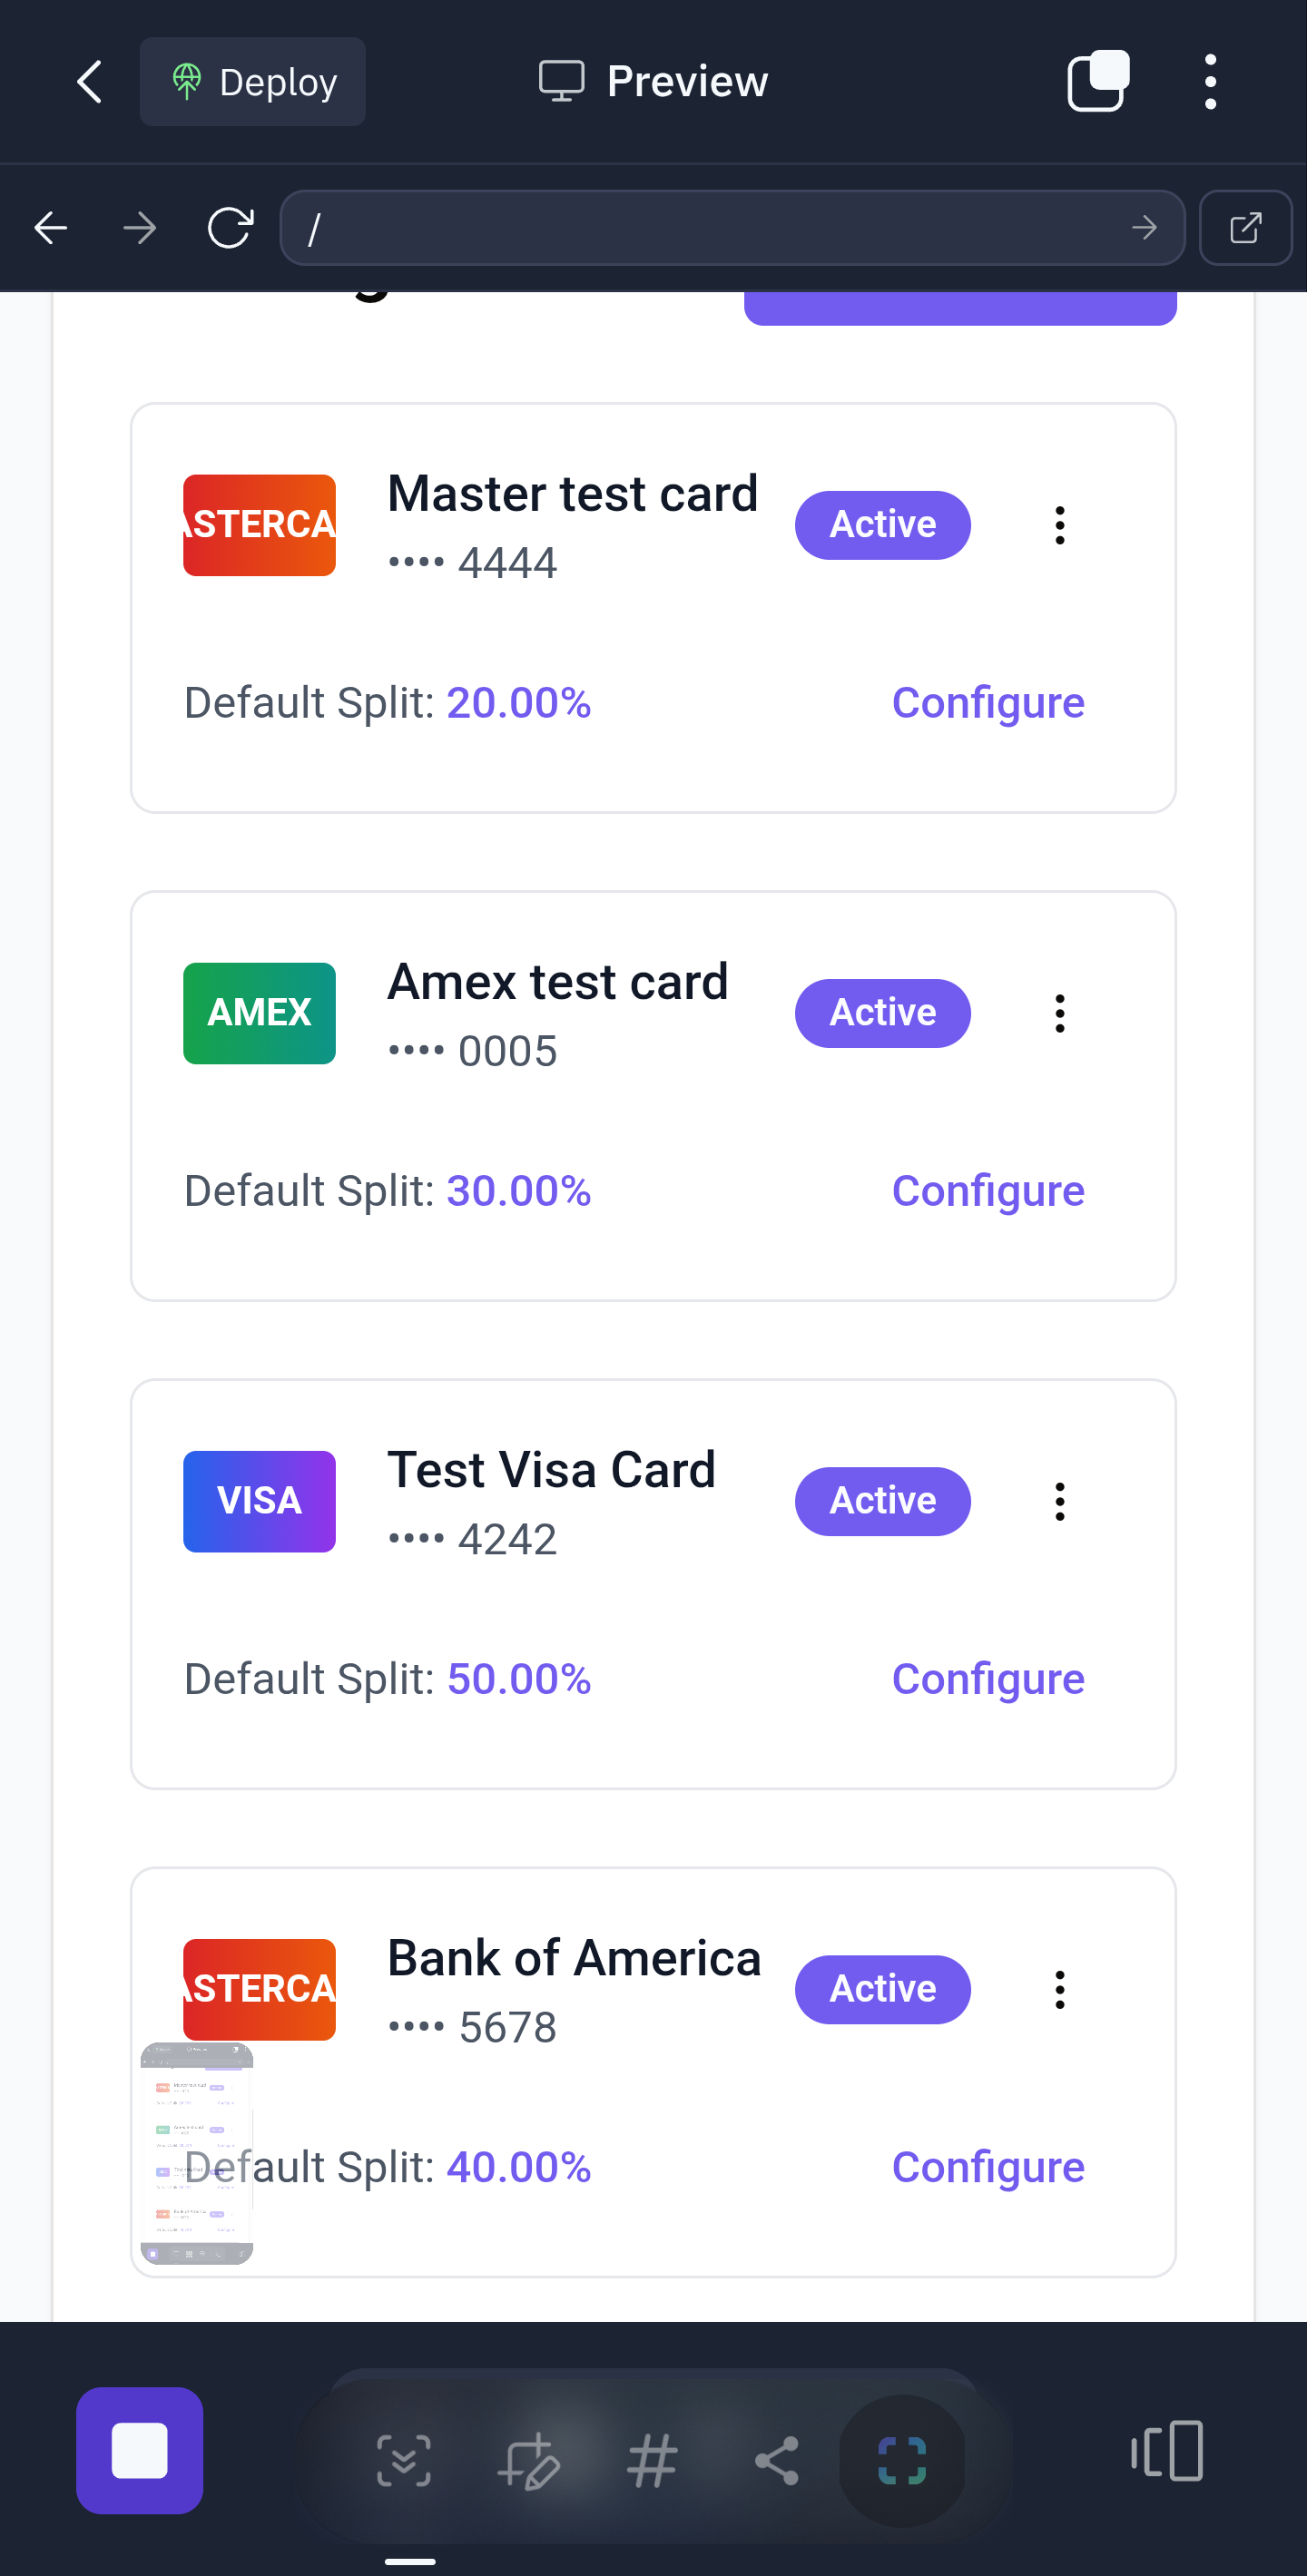 Deploy
Preview
/
ASTERCA
Master test card
•••• 4444
Active
Default Split: 20.00%
Configure
AMEX
Amex test card
•••• 0005
Active
Default Split: 30.00%
Configure
VISA
Test Visa Card
•••• 4242
Active
Default Split: 50.00%
Configure
ASTERCA
Bank of America
•••• 5678
Active
Default Split: 40.00%
Configure